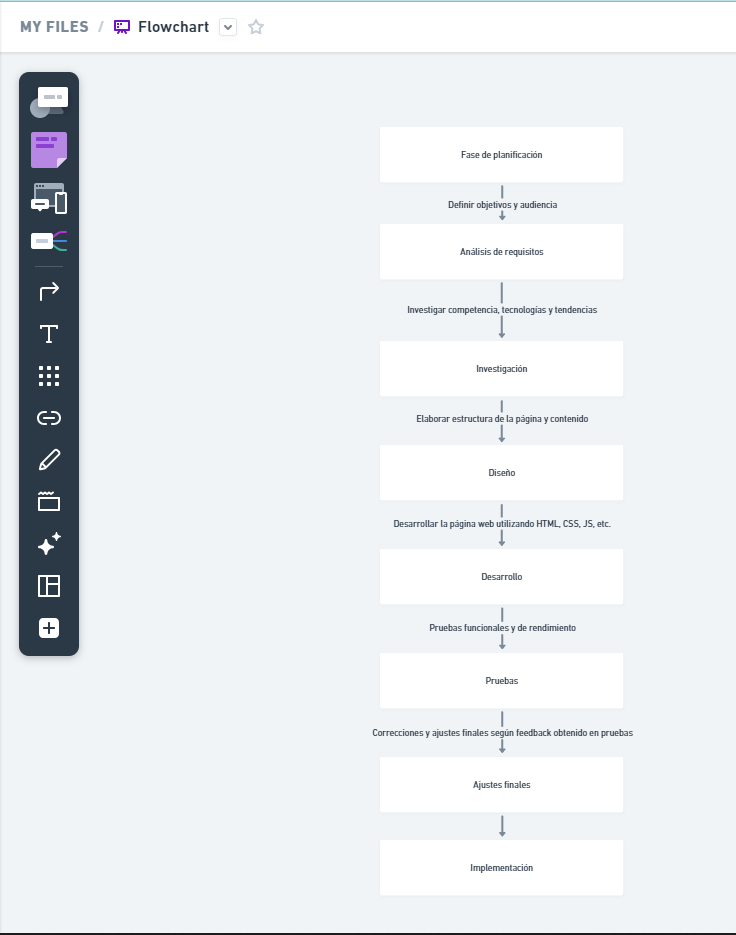 MY FILES / Flowchart
Fase de planificación
Definir objetivos y audiencia
Análisis de requisitos
Investigar competencia, tecnologías y tendencias
Investigación
Elaborar estructura de la página y contenido
Diseño
Desarrollar la página web utilizando HTML, CSS, JS, etc.
Desarrollo
Pruebas funcionales y de rendimiento
Pruebas
Correcciones y ajustes finales según feedback obtenido en pruebas
Ajustes finales
Implementación